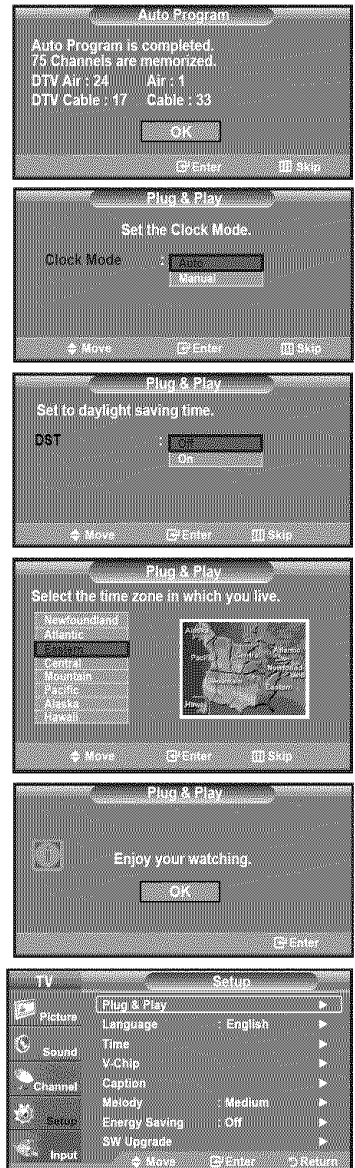 Auto Program
Auto Program is completed.
75 Channels are memorized.
DTV Air : 24 Air : 1
DTV Cable : 17 Cable : 33
OK
Enter Skip
Plug & Play
Set the Clock Mode.
Clock Mode : Auto
Manual
Move Enter Skip
Plug & Play
Set to daylight saving time.
DST : Off
On
Move Enter Skip
Plug & Play
Select the time zone in which you live.
Newfoundland
Atlantic
Eastern
Central
Mountain
Pacific
Alaska
Hawaii
Move Enter Skip
Plug & Play
Enjoy your watching.
OK
Enter
TV Setup
Picture
Sound
Channel
Setup
Input
Plug & Play
Language : English
Time
V-Chip
Caption
Melody : Medium
Energy Saving : Off
SW Upgrade
Move Enter Return